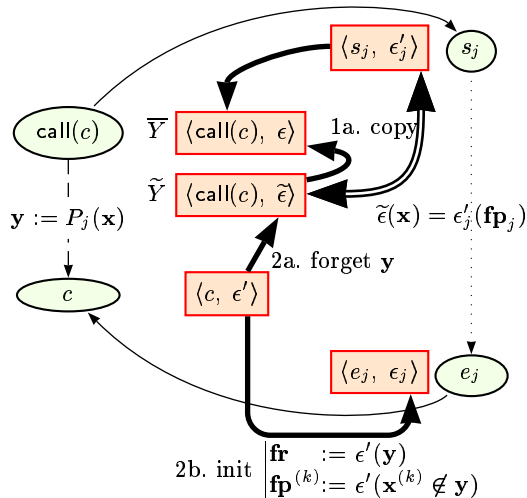 ⟨s_j, ϵ′_j⟩ s_j
call(c) Y̅ ⟨call(c), ϵ⟩ 1a. copy
Ỹ ⟨call(c), ϵ̃⟩
y := P_j(x) ϵ̃(x) = ϵ′_j(fp_j)
2a. forget y
c ⟨c, ϵ′⟩
⟨e_j, ϵ_j⟩ e_j
fr := ϵ′(y)
2b. init fp^(k) := ϵ′(x^(k) ∉ y)